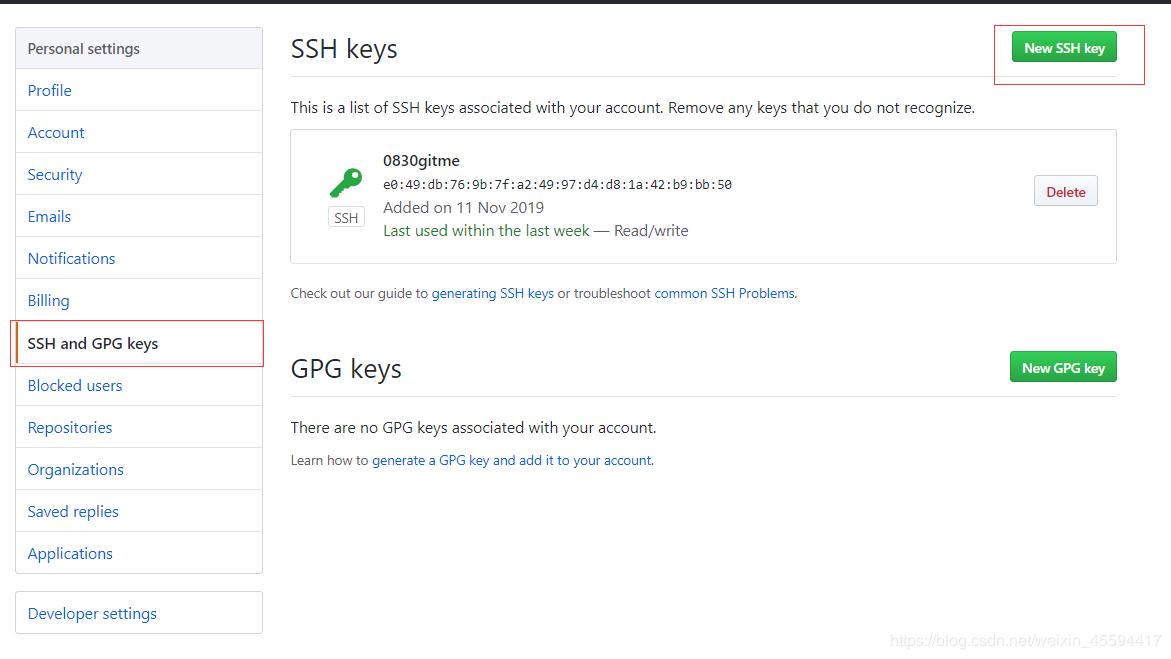 Personal settings
Profile
Account
Security
Emails
Notifications
Billing
SSH and GPG keys
Blocked users
Repositories
Organizations
Saved replies
Applications
Developer settings
SSH keys
New SSH key
This is a list of SSH keys associated with your account. Remove any keys that you do not recognize.
0830gitme
e0:49:db:76:9b:7f:a2:49:97:d4:d8:1a:42:b9:bb:50
Added on 11 Nov 2019
Last used within the last week — Read/write
SSH
Delete
Check out our guide to generating SSH keys or troubleshoot common SSH Problems.
GPG keys
New GPG key
There are no GPG keys associated with your account.
Learn how to generate a GPG key and add it to your account.
https://blog.csdn.net/weixin_45594417